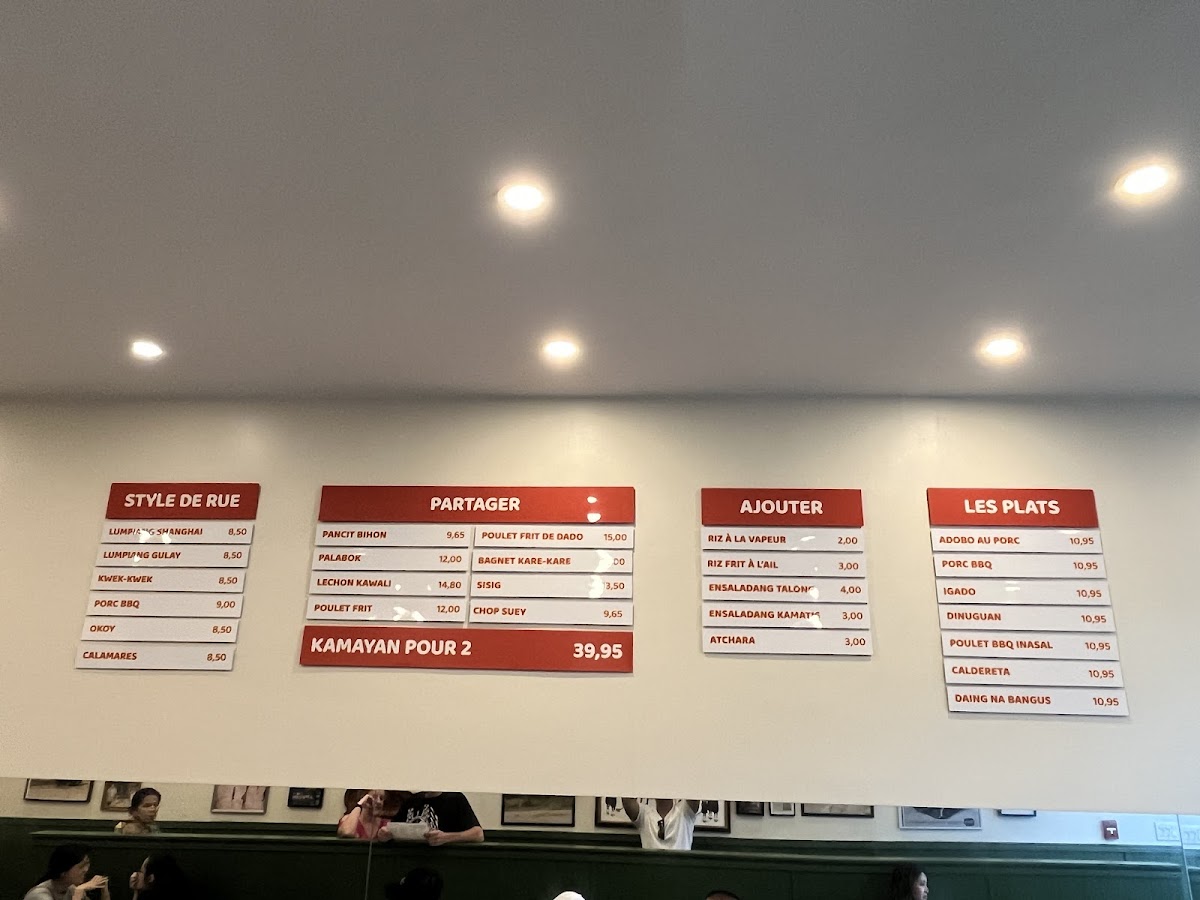 STYLE DE RUE
LUMPIANG SHANGHAI 8,50
LUMPIANG GULAY 8,50
KWEK-KWEK 8,50
PORC BBQ 9,00
OKOY 8,50
CALAMARES 8,50
PARTAGER
PANCIT BIHON 9,65
PALABOK 12,00
LECHON KAWALI 14,80
POULET FRIT 12,00
POULET FRIT DE DADO 15,00
BAGNET KARE-KARE
SISIG 13,50
CHOP SUEY 9,65
KAMAYAN POUR 2 39,95
AJOUTER
RIZ À LA VAPEUR 2,00
RIZ FRIT À L'AIL 3,00
ENSALADANG TALONG 4,00
ENSALADANG KAMATIS 3,00
ATCHARA 3,00
LES PLATS
ADOBO AU PORC 10,95
PORC BBQ 10,95
IGADO 10,95
DINUGUAN 10,95
POULET BBQ INASAL 10,95
CALDERETA 10,95
DAING NA BANGUS 10,95